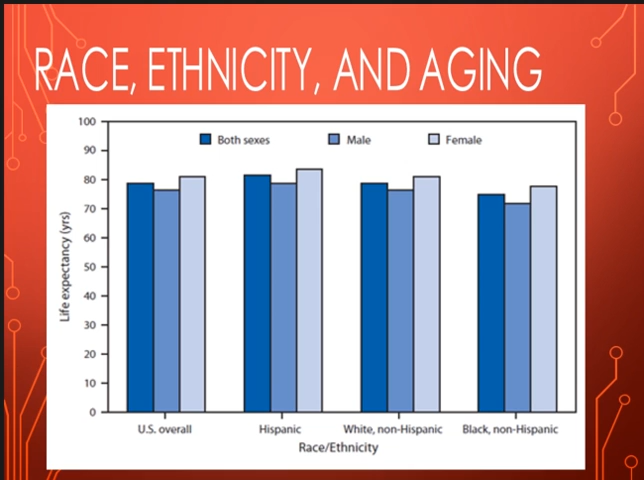 RACE, ETHNICITY, AND AGING
100
Both sexes
Male
Female
90
80
70
60
50
40
30
20
10
0
Life expectancy (yrs)
U.S. overall
Hispanic
White, non-Hispanic
Black, non-Hispanic
Race/Ethnicity